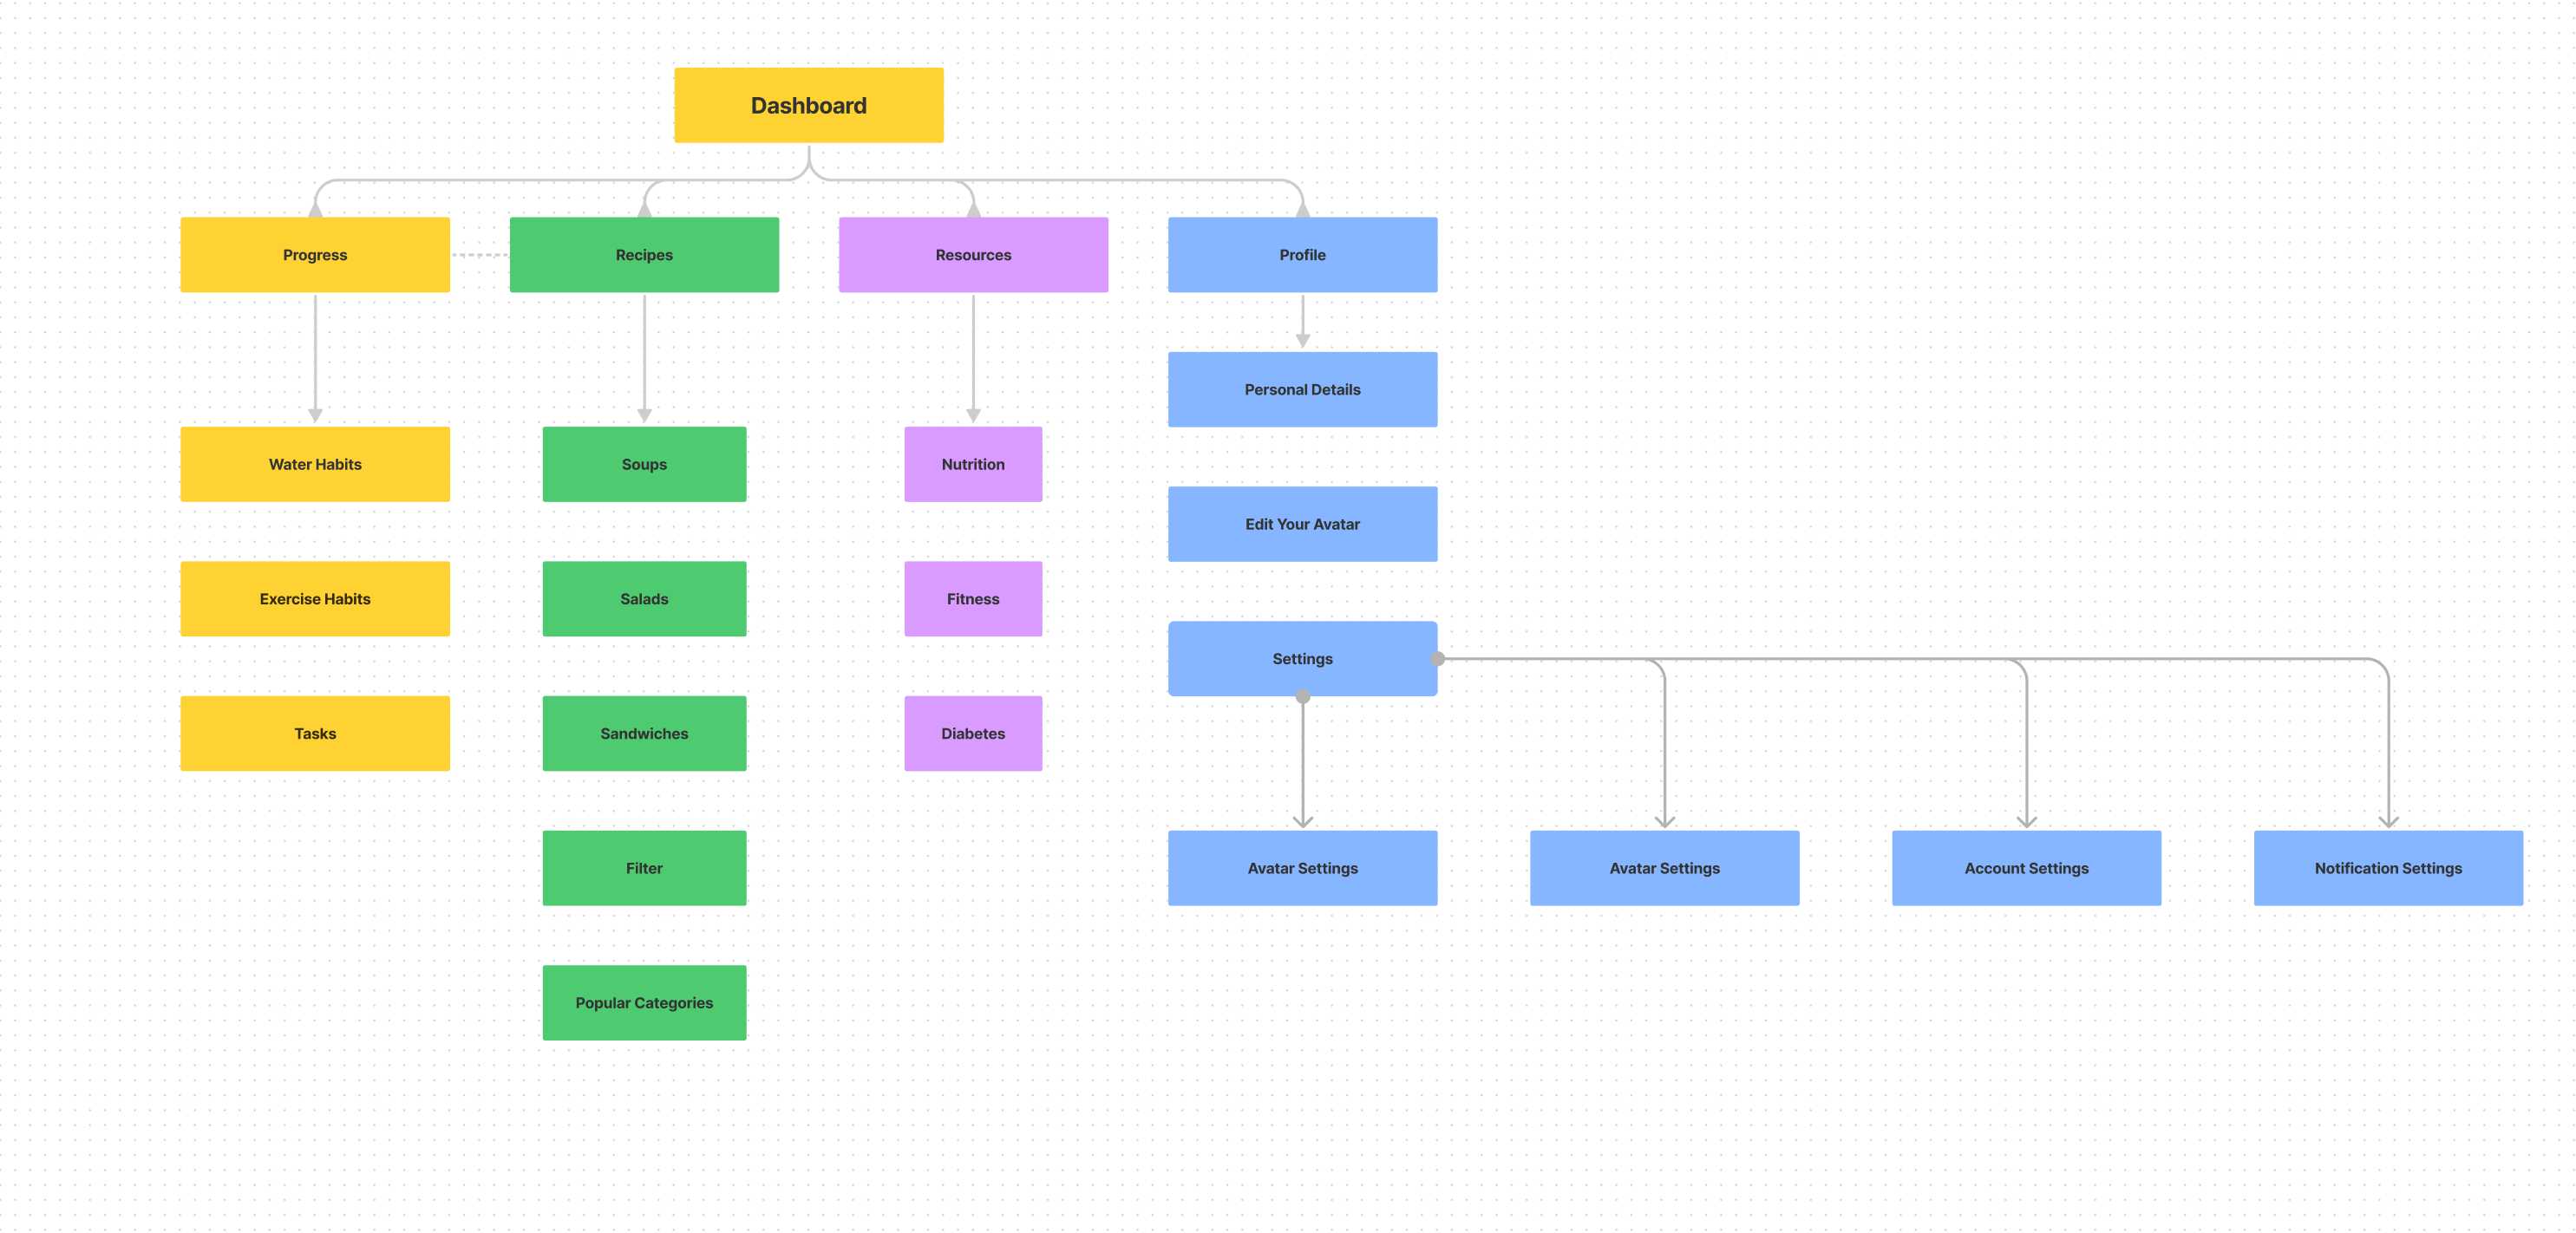 Dashboard
Progress
Recipes
Resources
Profile
Personal Details
Water Habits
Soups
Nutrition
Edit Your Avatar
Exercise Habits
Salads
Fitness
Settings
Tasks
Sandwiches
Diabetes
Filter
Avatar Settings
Avatar Settings
Account Settings
Notification Settings
Popular Categories